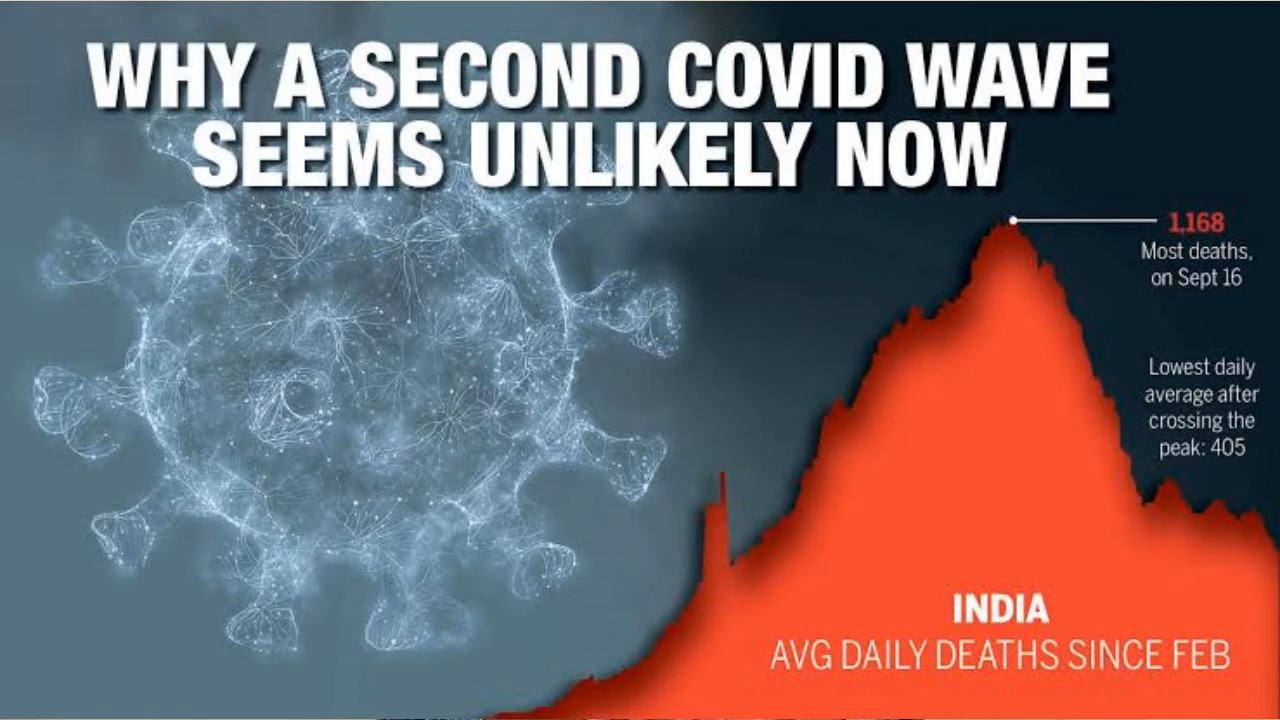 WHY A SECOND COVID WAVE
SEEMS UNLIKELY NOW
1,168
Most deaths,
on Sept 16
Lowest daily
average after
crossing the
peak: 405
INDIA
AVG DAILY DEATHS SINCE FEB